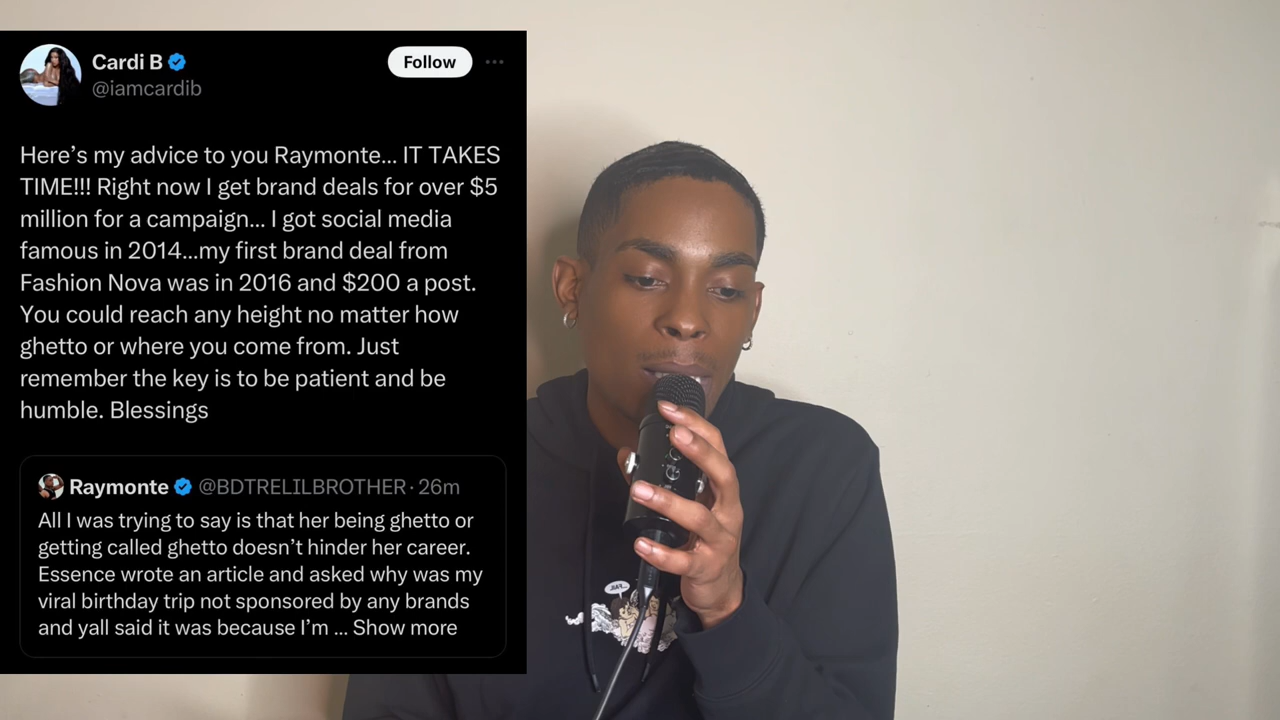 Cardi B
Follow
@iamcardib
Here’s my advice to you Raymonte... IT TAKES
TIME!!! Right now I get brand deals for over $5
million for a campaign... I got social media
famous in 2014...my first brand deal from
Fashion Nova was in 2016 and $200 a post.
You could reach any height no matter how
ghetto or where you come from. Just
remember the key is to be patient and be
humble. Blessings
Raymonte @BDTRELILBROTHER · 26m
All I was trying to say is that her being ghetto or
getting called ghetto doesn’t hinder her career.
Essence wrote an article and asked why was my
viral birthday trip not sponsored by any brands
and yall said it was because I’m ... Show more